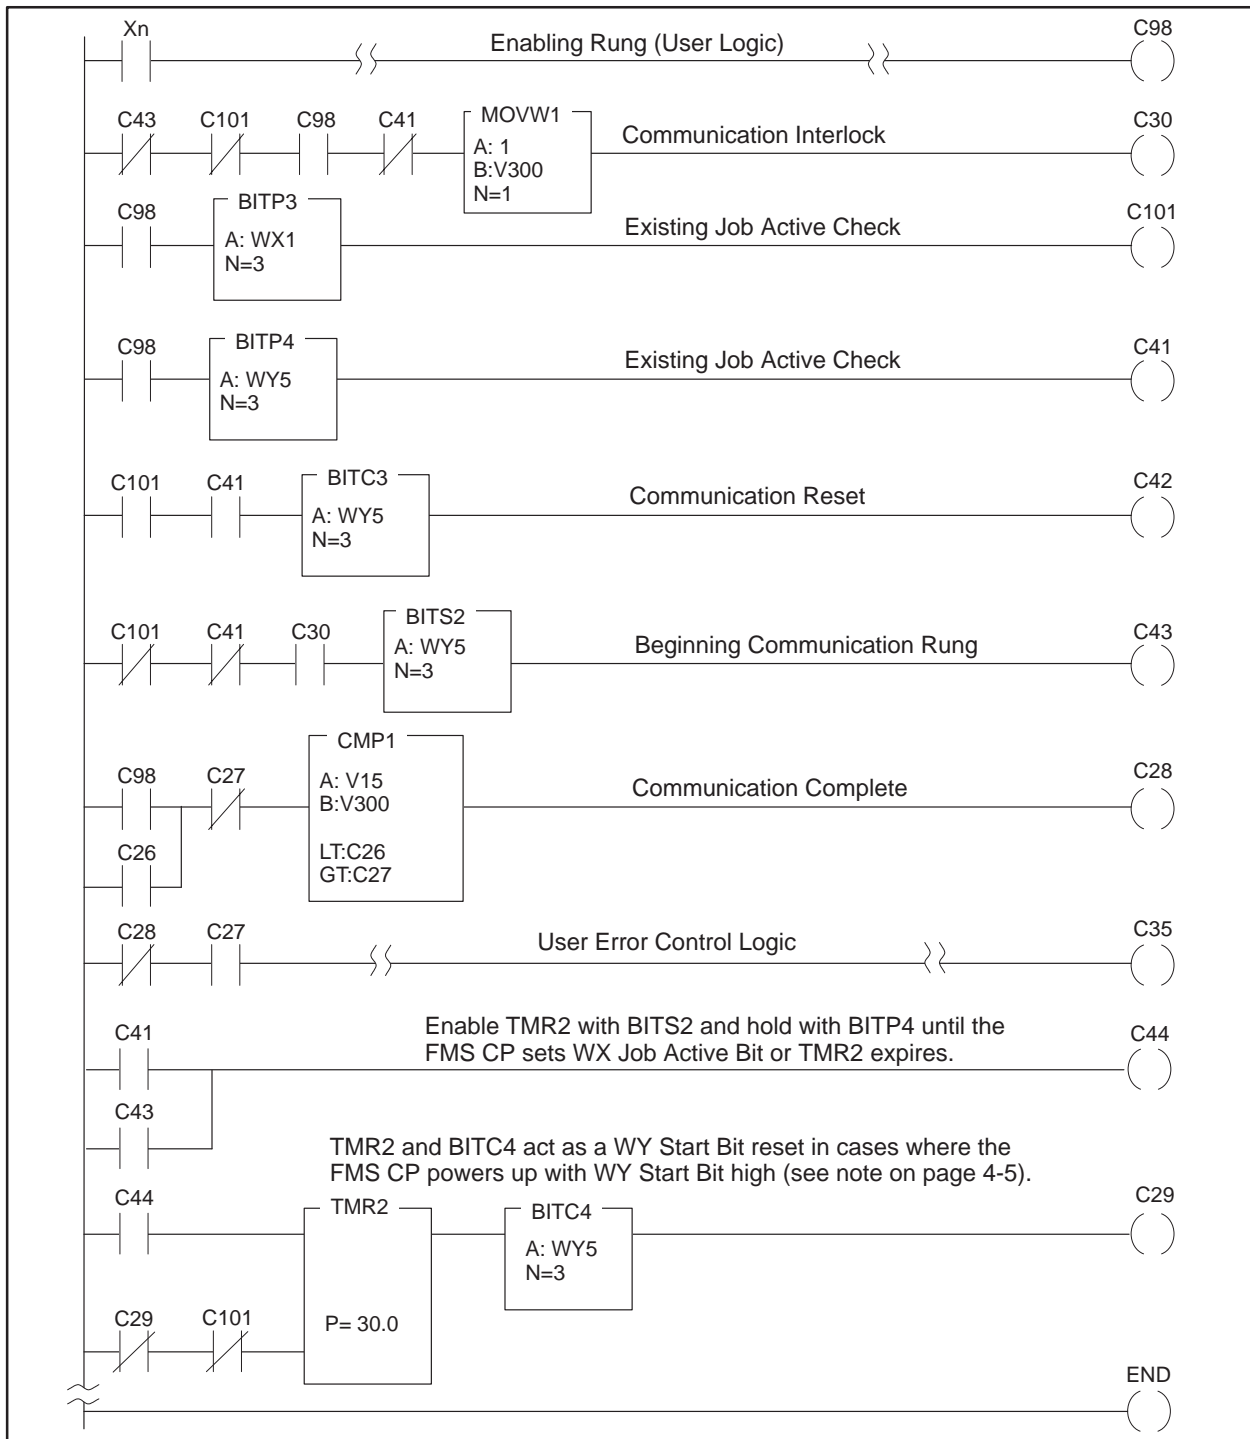 Xn
Enabling Rung (User Logic)
C98
C43 C101 C98 C41
MOVW1
A: 1
B:V300
N=1
Communication Interlock
C30
C98
BITP3
A: WX1
N=3
Existing Job Active Check
C101
C98
BITP4
A: WY5
N=3
Existing Job Active Check
C41
C101 C41
BITC3
A: WY5
N=3
Communication Reset
C42
C101 C41 C30
BITS2
A: WY5
N=3
Beginning Communication Rung
C43
C98 C27
C26
CMP1
A: V15
B:V300
LT:C26
GT:C27
Communication Complete
C28
C28 C27
User Error Control Logic
C35
C41
C43
Enable TMR2 with BITS2 and hold with BITP4 until the
FMS CP sets WX Job Active Bit or TMR2 expires.
C44
TMR2 and BITC4 act as a WY Start Bit reset in cases where the
FMS CP powers up with WY Start Bit high (see note on page 4-5).
C44
TMR2
BITC4
A: WY5
N=3
C29
C29 C101
P= 30.0
END